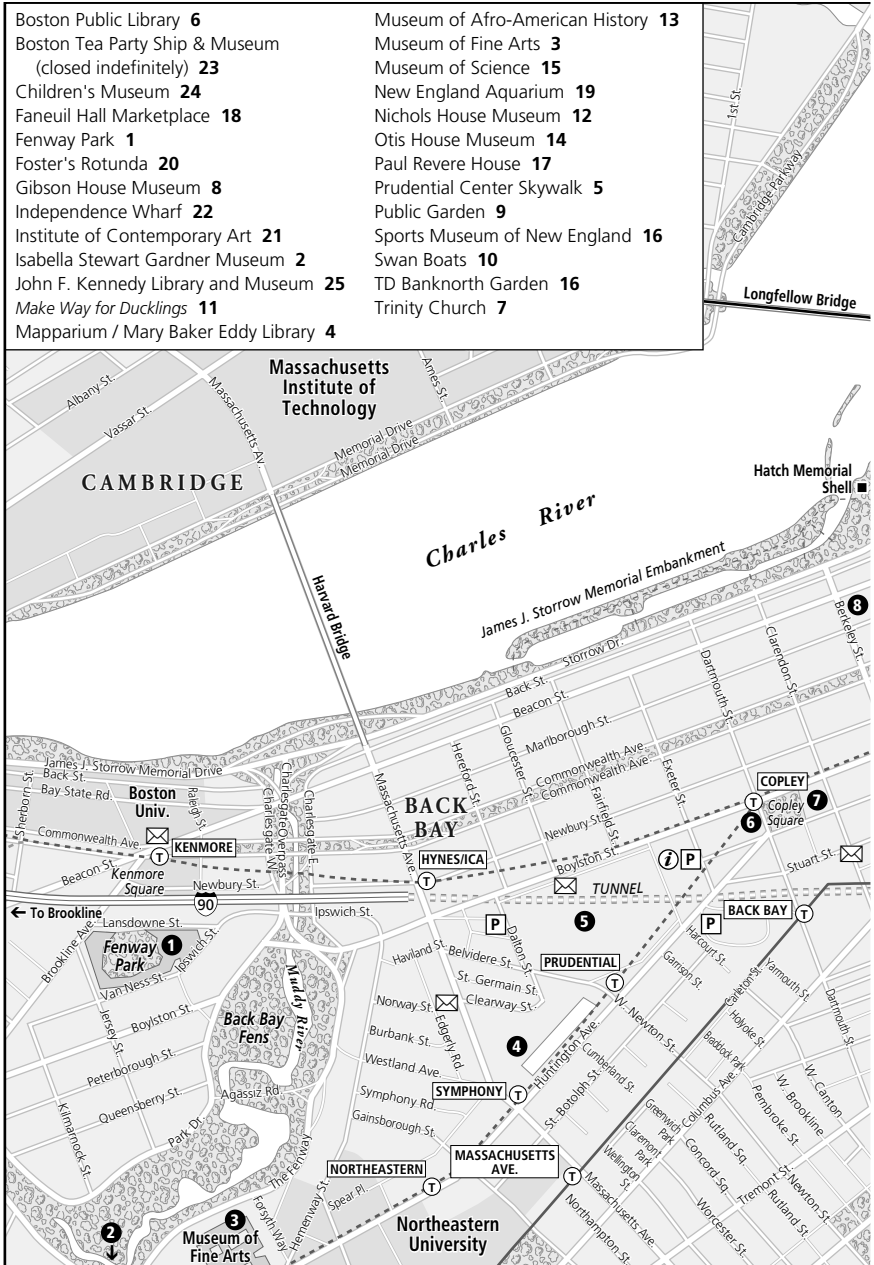 Boston Public Library 6
Boston Tea Party Ship & Museum
(closed indefinitely) 23
Children's Museum 24
Faneuil Hall Marketplace 18
Fenway Park 1
Foster's Rotunda 20
Gibson House Museum 8
Independence Wharf 22
Institute of Contemporary Art 21
Isabella Stewart Gardner Museum 2
John F. Kennedy Library and Museum 25
Make Way for Ducklings 11
Mapparium / Mary Baker Eddy Library 4
Museum of Afro-American History 13
Museum of Fine Arts 3
Museum of Science 15
New England Aquarium 19
Nichols House Museum 12
Otis House Museum 14
Paul Revere House 17
Prudential Center Skywalk 5
Public Garden 9
Sports Museum of New England 16
Swan Boats 10
TD Banknorth Garden 16
Trinity Church 7
1st St.
Cambridge Parkway
Longfellow Bridge
Massachusetts
Institute of
Technology
Albany St.
Vassar St.
Massachusetts Av.
Ames St.
Memorial Drive
Memorial Drive
CAMBRIDGE
Hatch Memorial
Shell
Charles River
Harvard Bridge
James J. Storrow Memorial Embankment
8
Berkeley St.
Clarendon St.
Dartmouth St.
Storrow Dr.
Back St.
Beacon St.
Marlborough St.
Commonwealth Ave.
Commonwealth Ave.
Hereford St.
Gloucester St.
Fairfield St.
Exeter St.
Newbury St.
Boylston St.
James J. Storrow Memorial Drive
Back St.
Bay State Rd.
Sherborn St.
Boston
Univ.
Raleigh St.
Charlesgate W.
Charlesgate Overpass
Charlesgate E.
Massachusetts Ave.
BACK
BAY
COPLEY
T
Copley
Square
7
6
Commonwealth Ave.
KENMORE
T
Kenmore
Square
Beacon St.
Newbury St.
HYNES/ICA
T
i
P
Stuart St.
TUNNEL
90
To Brookline
Ipswich St.
Lansdowne St.
Brookline Ave.
Fenway
Park
1
Ipswich St.
Van Ness St.
P
5
P
BACK BAY
T
Dalton St.
Harcourt St.
Haviland St.
Belvidere St.
St. Germain St.
Clearway St.
PRUDENTIAL
T
Garrison St.
Yarmouth St.
Carleton St.
Dartmouth St.
Muddy River
Back Bay
Fens
Norway St.
Edgerly Rd.
Burbank St.
Westland Ave.
4
Huntington Ave.
W. Newton St.
Cumberland St.
Holyoke St.
Braddock Park
Columbus Ave.
W. Canton
W. Brookline
Pembroke St.
Boylston St.
Jersey St.
Peterborough St.
Queensberry St.
Kilmarnock St.
Park Dr.
Agassiz Rd.
The Fenway
Symphony Rd.
Gainsborough St.
SYMPHONY
T
St. Botolph St.
Greenwich
Park
Claremont
Park
Wellington
St.
Rutland Sq.
Concord Sq.
Worcester St.
Tremont St.
Newton St.
Rutland St.
NORTHEASTERN
T
MASSACHUSETTS
AVE.
T
Massachusetts Ave.
Northampton St.
Spear Pl.
Hemenway St.
Forsyth Way
Northeastern
University
2
3
Museum of
Fine Arts